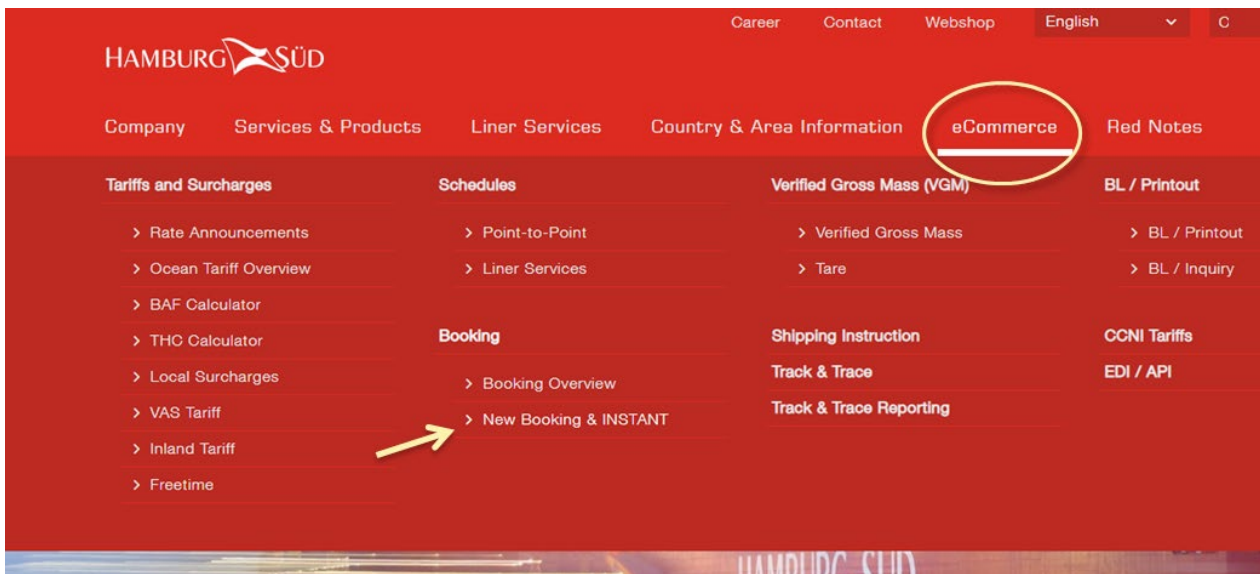 Career Contact Webshop English C
HAMBURG SÜD
Company Services & Products Liner Services Country & Area Information eCommerce Red Notes
Tariffs and Surcharges
> Rate Announcements
> Ocean Tariff Overview
> BAF Calculator
> THC Calculator
> Local Surcharges
> VAS Tariff
> Inland Tariff
> Freetime
Schedules
> Point-to-Point
> Liner Services
Booking
> Booking Overview
> New Booking & INSTANT
Verified Gross Mass (VGM)
> Verified Gross Mass
> Tare
Shipping Instruction
Track & Trace
Track & Trace Reporting
BL / Printout
> BL / Printout
> BL / Inquiry
CCNI Tariffs
EDI / API
HAMBURG SÜD